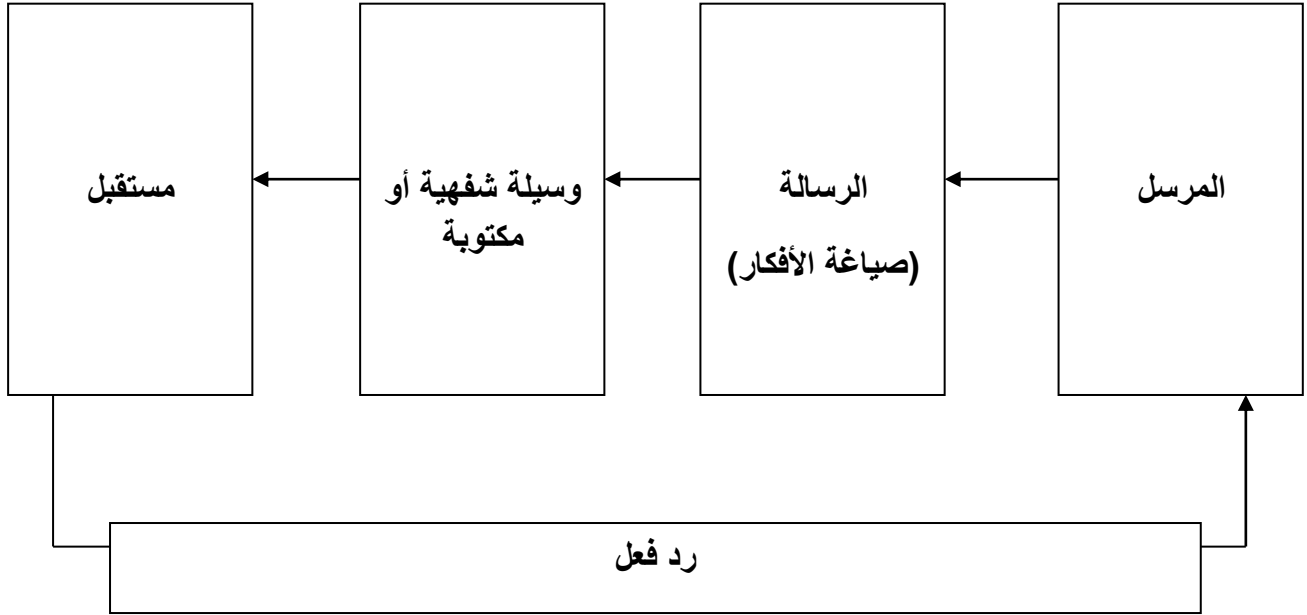 المرسل
الرسالة
(صياغة الأفكار)
وسيلة شفهية أو
مكتوبة
مستقبل
رد فعل